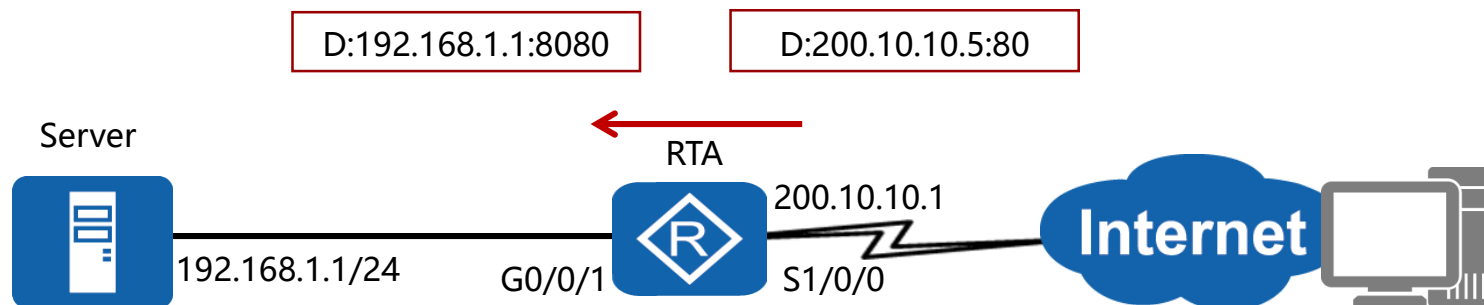 D:192.168.1.1:8080
D:200.10.10.5:80
Server
RTA
200.10.10.1
R
Internet
192.168.1.1/24
G0/0/1
S1/0/0